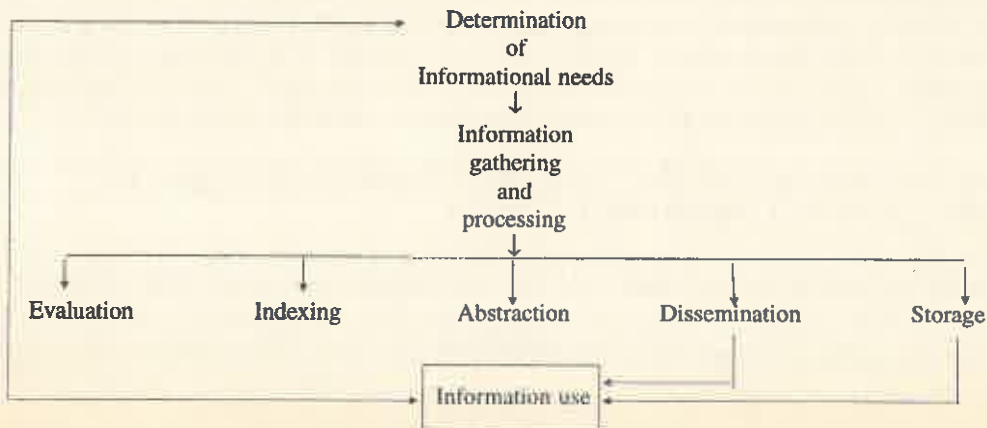 Determination
of
Informational needs
Information
gathering
and
processing
Evaluation Indexing Abstraction Dissemination Storage
Information use